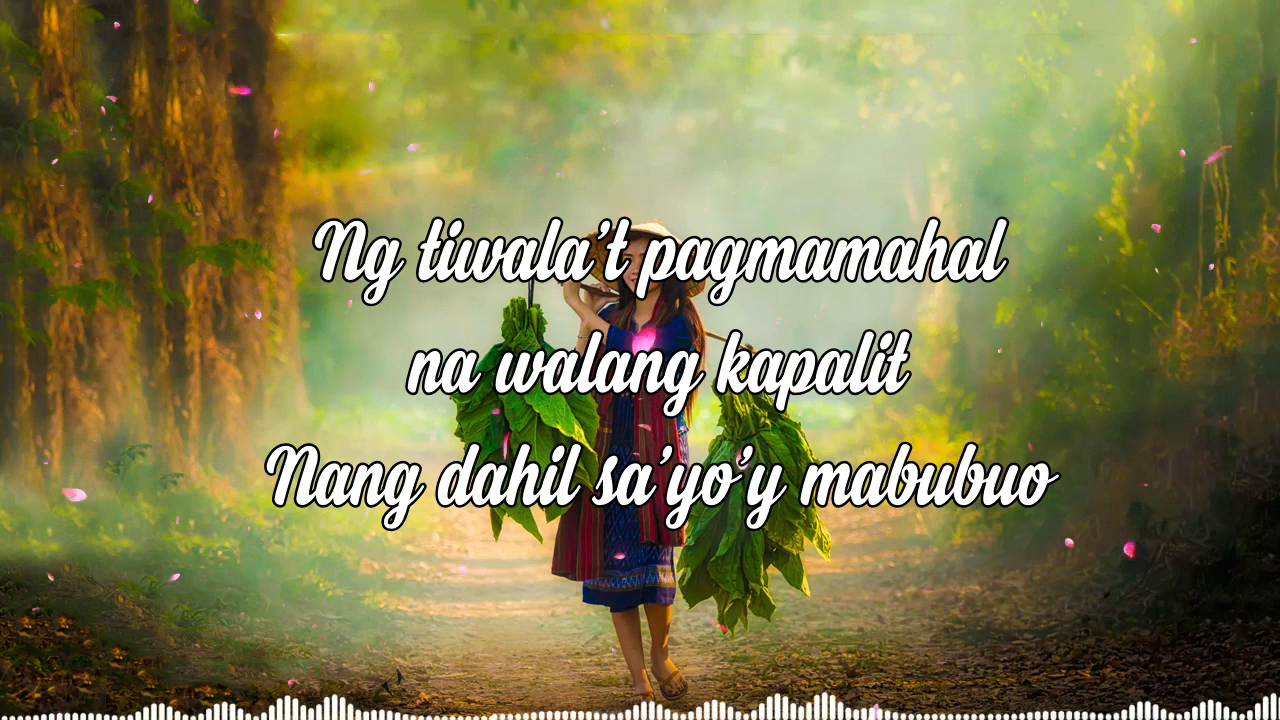 Ng tiwala’t pagmamahal
na walang kapalit
Nang dahil sa’yo’y mabubuo